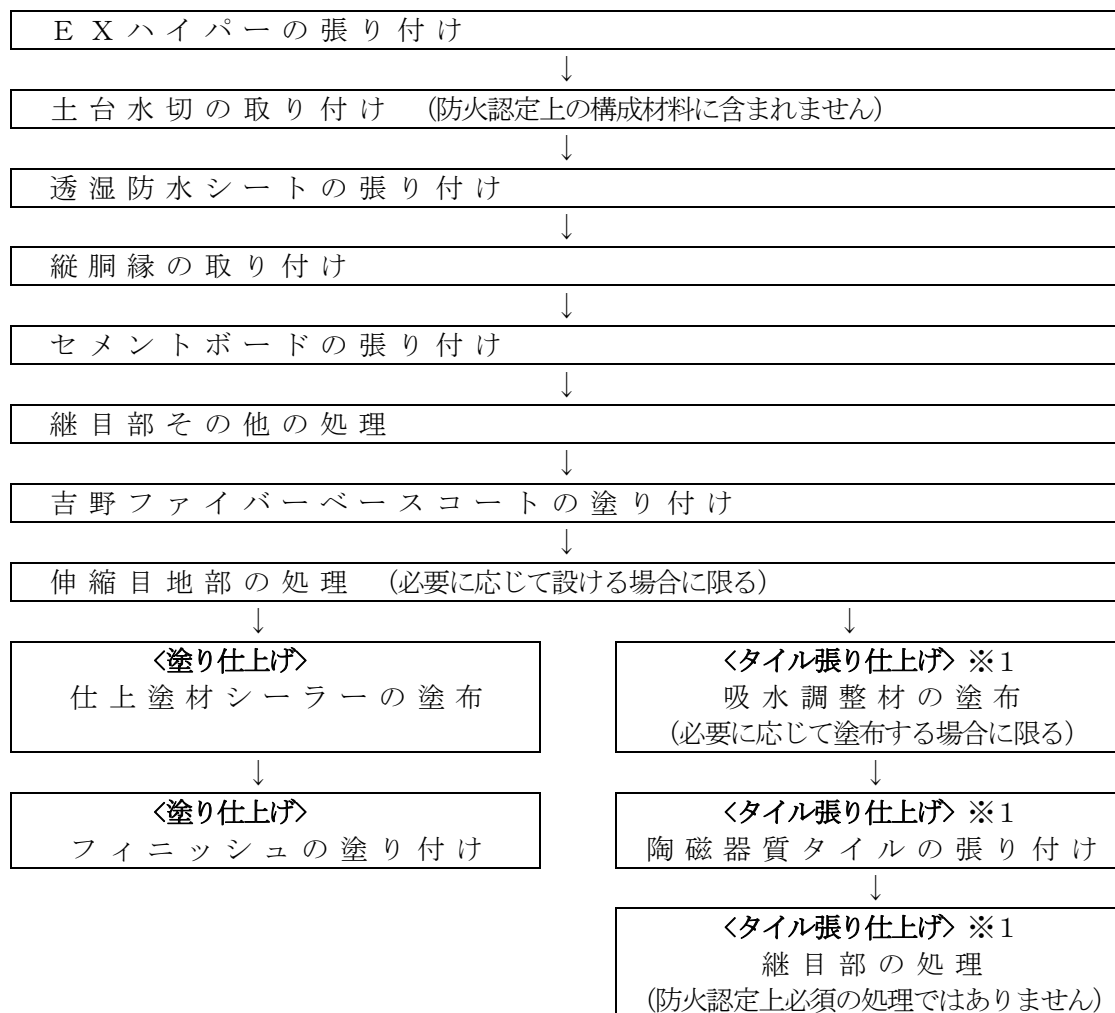 ＥＸハイパーの張り付け
↓
土台水切の取り付け (防火認定上の構成材料に含まれません)
↓
透湿防水シートの張り付け
↓
縦胴縁の取り付け
↓
セメントボードの張り付け
↓
継目部その他の処理
↓
吉野ファイバーベースコートの塗り付け
↓
伸縮目地部の処理 (必要に応じて設ける場合に限る)
↓
<塗り仕上げ>
仕上塗材シーラーの塗布
↓
<塗り仕上げ>
フィニッシュの塗り付け
↓
<タイル張り仕上げ> ※１
吸水調整材の塗布
(必要に応じて塗布する場合に限る)
↓
<タイル張り仕上げ> ※１
陶磁器質タイルの張り付け
↓
<タイル張り仕上げ> ※１
継目部の処理
(防火認定上必須の処理ではありません)